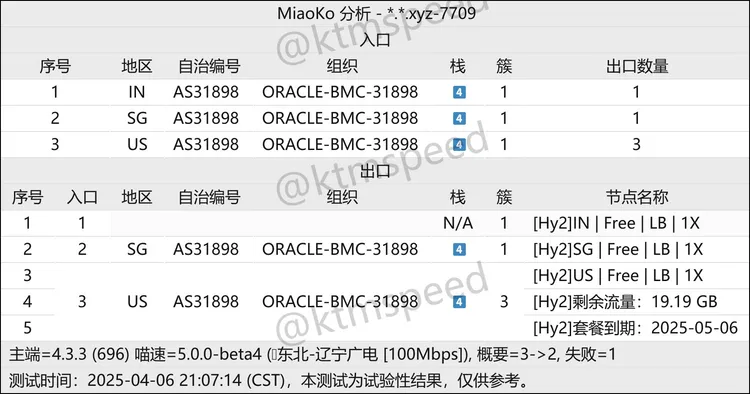 MiaoKo 分析 - *.*.xyz-7709
入口
序号 地区 自治编号 组织 栈 簇 出口数量
1 IN AS31898 ORACLE-BMC-31898 4 1 1
2 SG AS31898 ORACLE-BMC-31898 4 1 1
3 US AS31898 ORACLE-BMC-31898 4 1 3
出口
序号 入口 地区 自治编号 组织 栈 簇 节点名称
1 1 N/A 1 [Hy2]IN | Free | LB | 1X
2 2 SG AS31898 ORACLE-BMC-31898 4 1 [Hy2]SG | Free | LB | 1X
3 [Hy2]US | Free | LB | 1X
4 3 US AS31898 ORACLE-BMC-31898 4 3 [Hy2]剩余流量：19.19 GB
5 [Hy2]套餐到期：2025-05-06
主端=4.3.3 (696) 喵速=5.0.0-beta4 (东北-辽宁广电 [100Mbps]), 概要=3->2, 失败=1
测试时间：2025-04-06 21:07:14 (CST)，本测试为试验性结果，仅供参考。
@ktmspeed
@ktmspeed
@ktmspeed